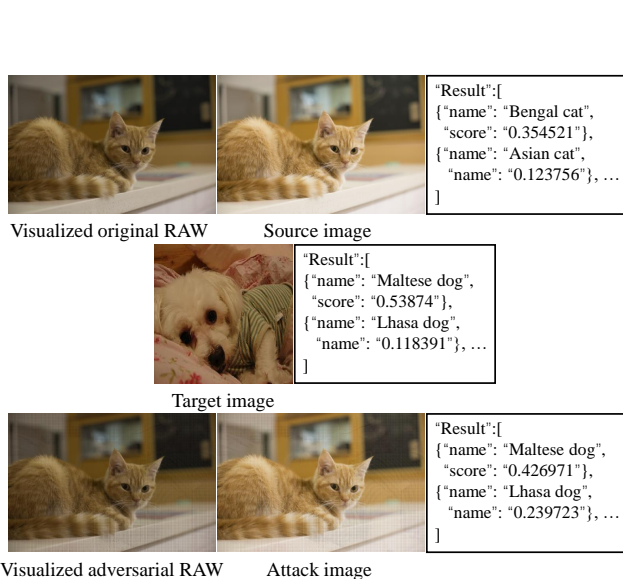 “Result”:[
{“name”: “Bengal cat”,
“score”: “0.354521”},
{“name”: “Asian cat”,
“name”: “0.123756”}, …
]
Visualized original RAW
Source image
“Result”:[
{“name”: “Maltese dog”,
“score”: “0.53874”},
{“name”: “Lhasa dog”,
“name”: “0.118391”}, …
]
Target image
“Result”:[
{“name”: “Maltese dog”,
“score”: “0.426971”},
{“name”: “Lhasa dog”,
“name”: “0.239723”}, …
]
Visualized adversarial RAW
Attack image